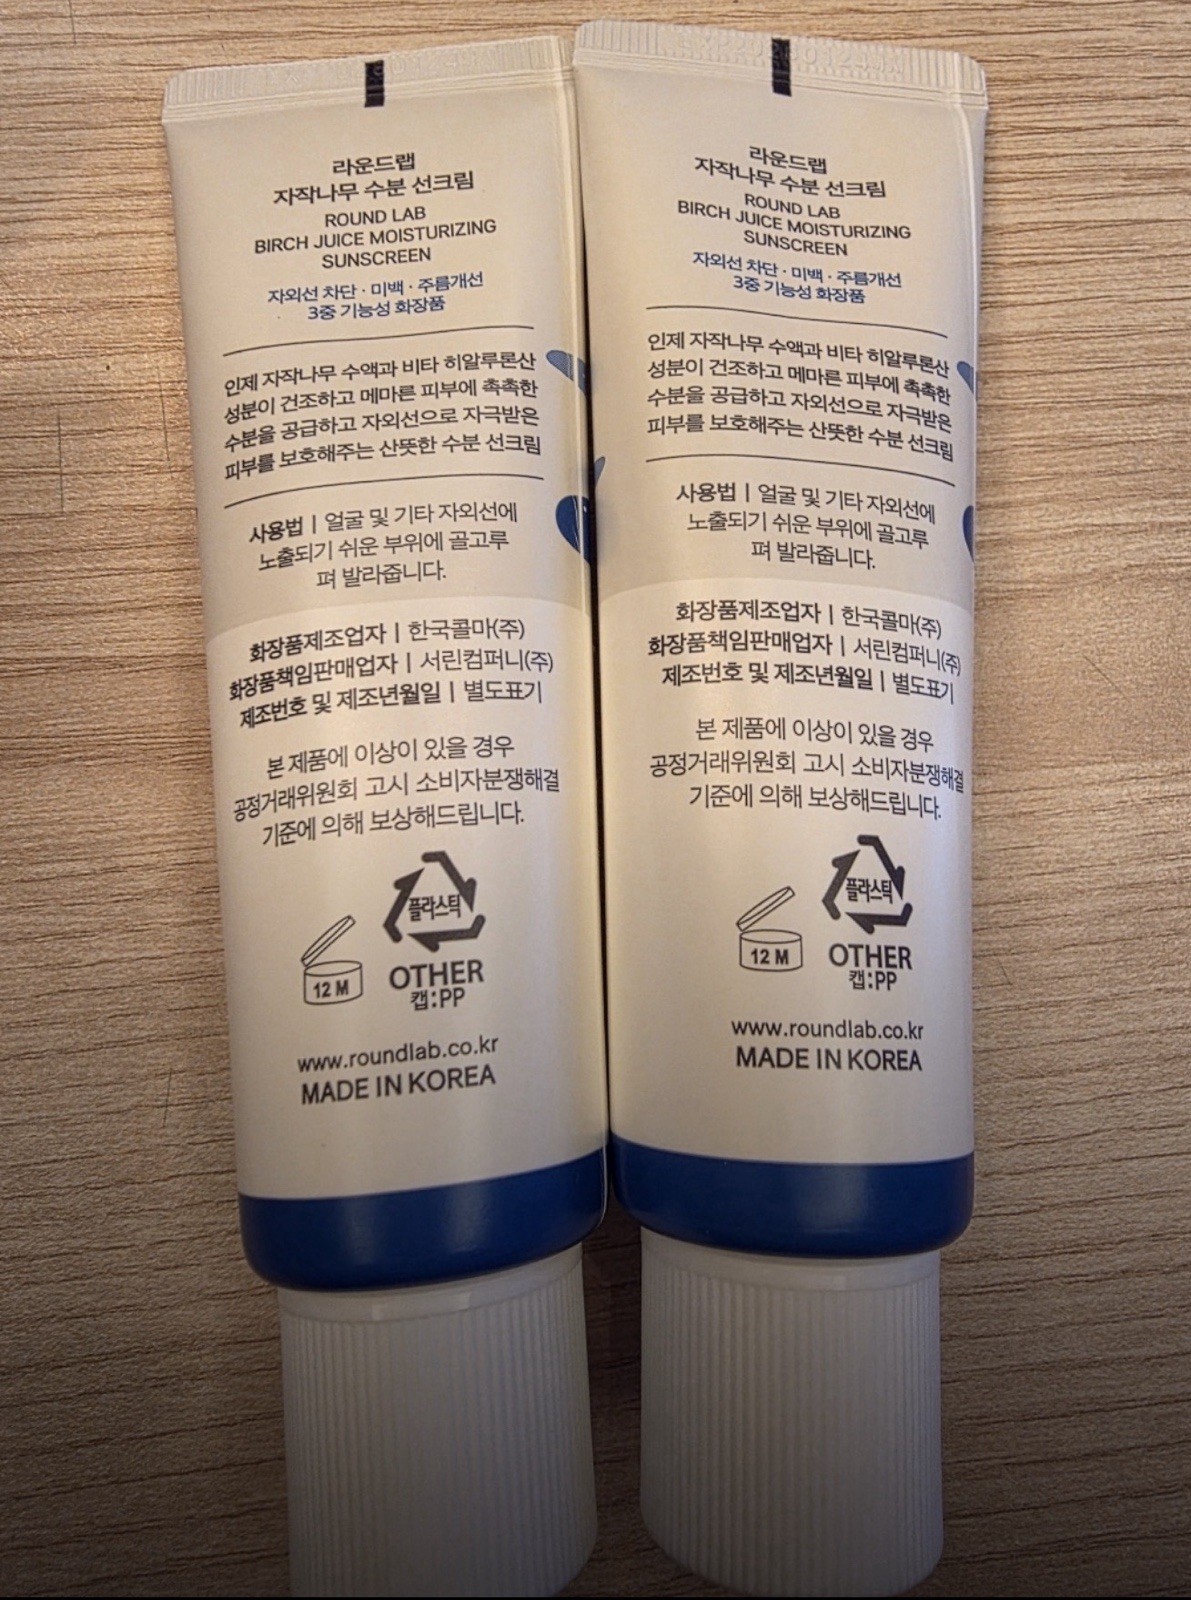 라운드랩
자작나무 수분 선크림
ROUND LAB
BIRCH JUICE MOISTURIZING
SUNSCREEN
자외선 차단 · 미백 · 주름개선
3중 기능성 화장품
인제 자작나무 수액과 비타 히알루론산
성분이 건조하고 메마른 피부에 촉촉한
수분을 공급하고 자외선으로 자극받은
피부를 보호해주는 산뜻한 수분 선크림
사용법 | 얼굴 및 기타 자외선에
노출되기 쉬운 부위에 골고루
펴 발라줍니다.
화장품제조업자 | 한국콜마(주)
화장품책임판매업자 | 서린컴퍼니(주)
제조번호 및 제조년월일 | 별도표기
본 제품에 이상이 있을 경우
공정거래위원회 고시 소비자분쟁해결
기준에 의해 보상해드립니다.
플라스틱
12 M
OTHER
캡:PP
www.roundlab.co.kr
MADE IN KOREA
라운드랩
자작나무 수분 선크림
ROUND LAB
BIRCH JUICE MOISTURIZING
SUNSCREEN
자외선 차단 · 미백 · 주름개선
3중 기능성 화장품
인제 자작나무 수액과 비타 히알루론산
성분이 건조하고 메마른 피부에 촉촉한
수분을 공급하고 자외선으로 자극받은
피부를 보호해주는 산뜻한 수분 선크림
사용법 | 얼굴 및 기타 자외선에
노출되기 쉬운 부위에 골고루
펴 발라줍니다.
화장품제조업자 | 한국콜마(주)
화장품책임판매업자 | 서린컴퍼니(주)
제조번호 및 제조년월일 | 별도표기
본 제품에 이상이 있을 경우
공정거래위원회 고시 소비자분쟁해결
기준에 의해 보상해드립니다.
플라스틱
12 M
OTHER
캡:PP
www.roundlab.co.kr
MADE IN KOREA